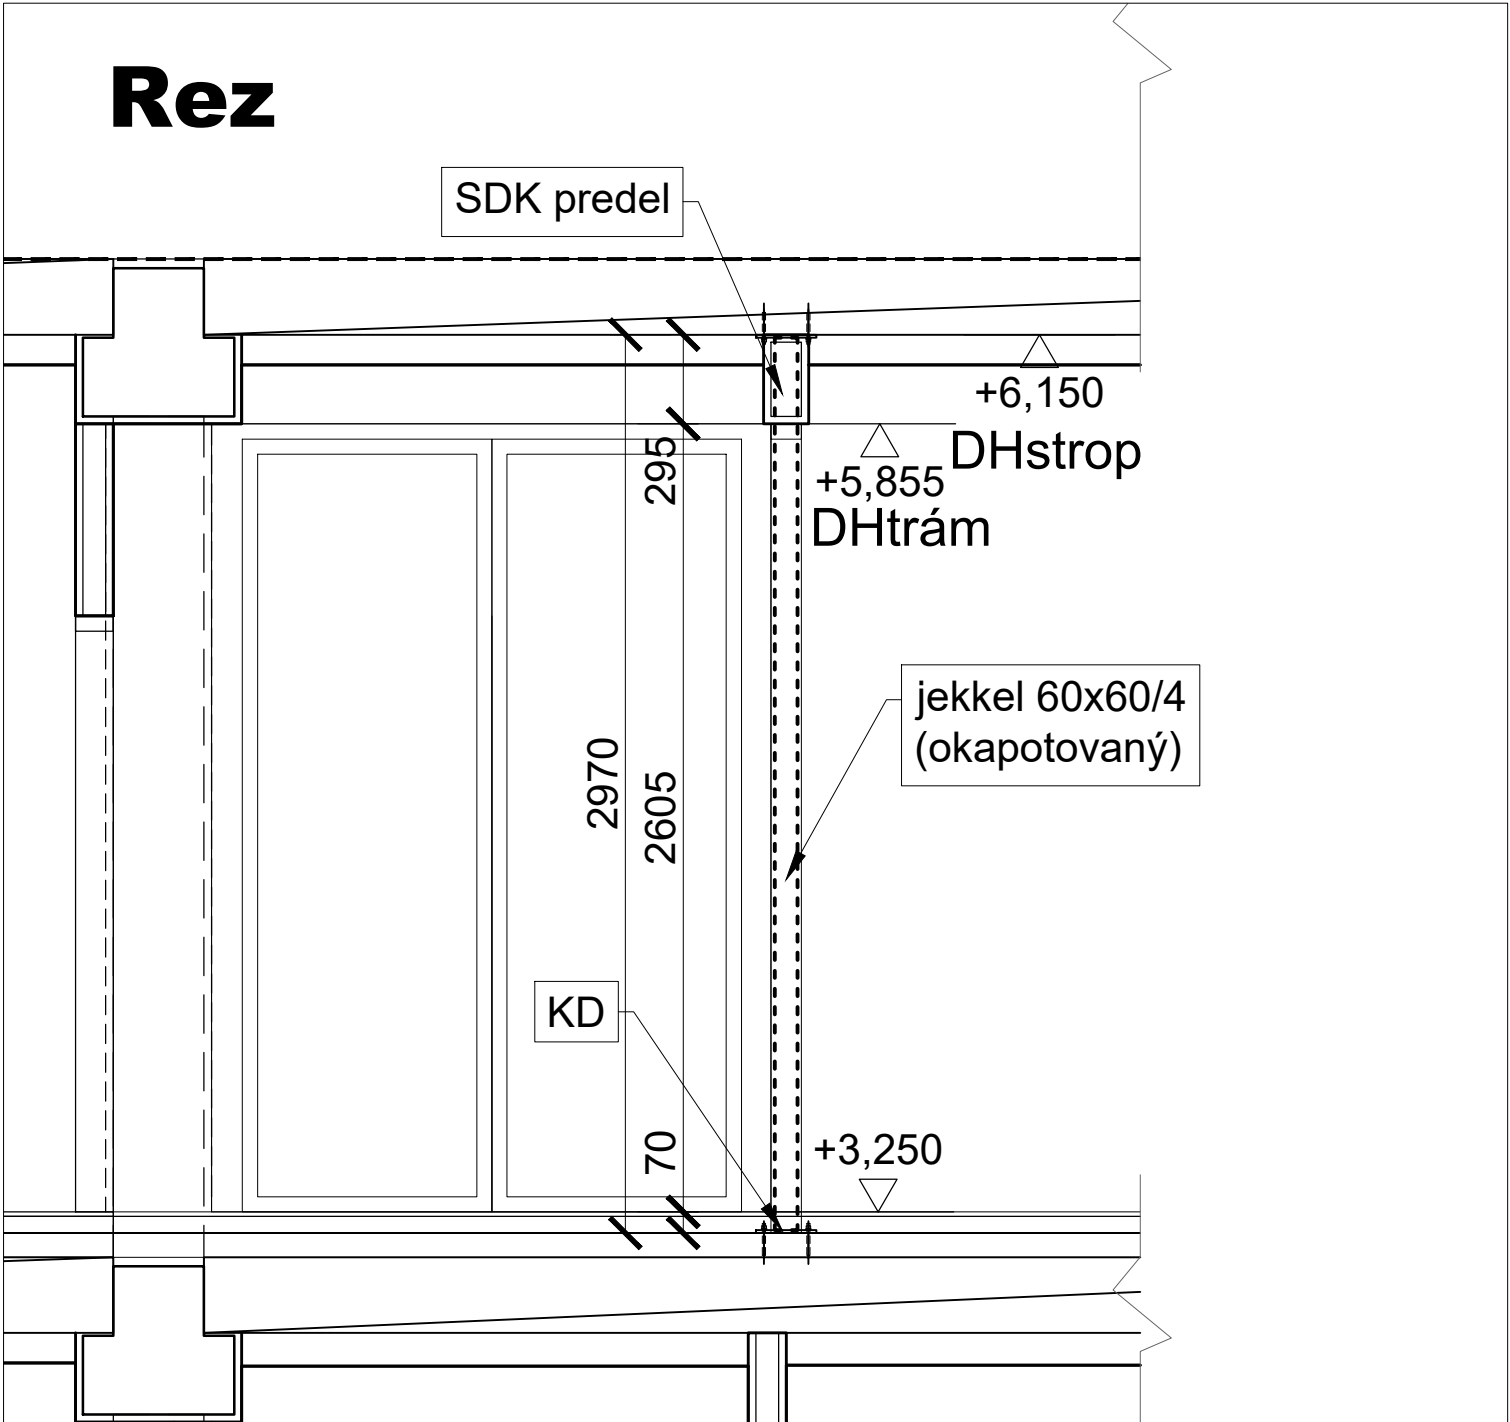 Rez
SDK predel
+6,150
DHstrop
295
+5,855
DHtrám
jekkel 60x60/4
(okapotovaný)
2970
2605
KD
70
+3,250